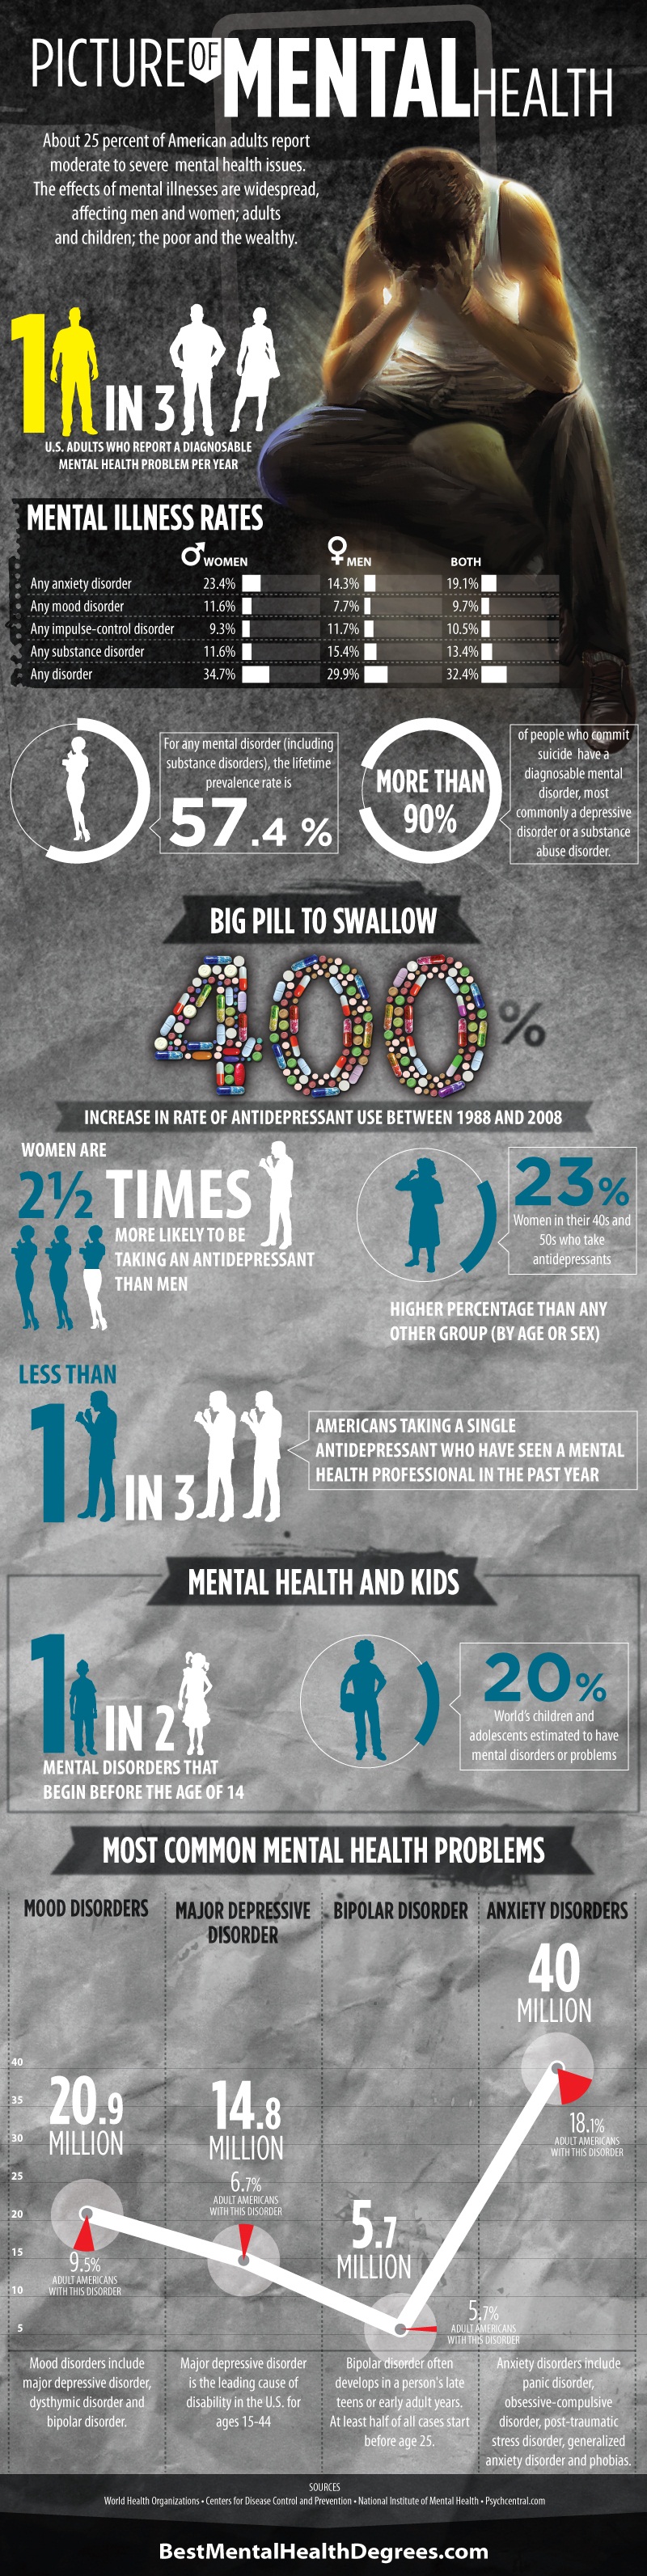 PICTURE OF MENTAL HEALTH
About 25 percent of American adults report
moderate to severe mental health issues.
The effects of mental illnesses are widespread,
affecting men and women; adults
and children; the poor and the wealthy.
1 IN 3
U.S. ADULTS WHO REPORT A DIAGNOSABLE
MENTAL HEALTH PROBLEM PER YEAR
MENTAL ILLNESS RATES
♂ WOMEN ♀ MEN BOTH
Any anxiety disorder 23.4% 14.3% 19.1%
Any mood disorder 11.6% 7.7% 9.7%
Any impulse-control disorder 9.3% 11.7% 10.5%
Any substance disorder 11.6% 15.4% 13.4%
Any disorder 34.7% 29.9% 32.4%
For any mental disorder (including
substance disorders), the lifetime
prevalence rate is
57.4 %
MORE THAN
90%
of people who commit
suicide have a
diagnosable mental
disorder, most
commonly a depressive
disorder or a substance
abuse disorder.
BIG PILL TO SWALLOW
400 %
INCREASE IN RATE OF ANTIDEPRESSANT USE BETWEEN 1988 AND 2008
WOMEN ARE
2½ TIMES
MORE LIKELY TO BE
TAKING AN ANTIDEPRESSANT
THAN MEN
23%
Women in their 40s and
50s who take
antidepressants
HIGHER PERCENTAGE THAN ANY
OTHER GROUP (BY AGE OR SEX)
LESS THAN
1 IN 3
AMERICANS TAKING A SINGLE
ANTIDEPRESSANT WHO HAVE SEEN A MENTAL
HEALTH PROFESSIONAL IN THE PAST YEAR
MENTAL HEALTH AND KIDS
1 IN 2
MENTAL DISORDERS THAT
BEGIN BEFORE THE AGE OF 14
20%
World's children and
adolescents estimated to have
mental disorders or problems
MOST COMMON MENTAL HEALTH PROBLEMS
MOOD DISORDERS
20.9
MILLION
9.5%
ADULT AMERICANS
WITH THIS DISORDER
MAJOR DEPRESSIVE
DISORDER
14.8
MILLION
6.7%
ADULT AMERICANS
WITH THIS DISORDER
BIPOLAR DISORDER
5.7
MILLION
5.7%
ADULT AMERICANS
WITH THIS DISORDER
ANXIETY DISORDERS
40
MILLION
18.1%
ADULT AMERICANS
WITH THIS DISORDER
40
35
30
25
20
15
10
5
Mood disorders include
major depressive disorder,
dysthymic disorder and
bipolar disorder.
Major depressive disorder
is the leading cause of
disability in the U.S. for
ages 15-44
Bipolar disorder often
develops in a person's late
teens or early adult years.
At least half of all cases start
before age 25.
Anxiety disorders include
panic disorder,
obsessive-compulsive
disorder, post-traumatic
stress disorder, generalized
anxiety disorder and phobias.
SOURCES
World Health Organizations • Centers for Disease Control and Prevention • National Institute of Mental Health • Psychcentral.com
BestMentalHealthDegrees.com